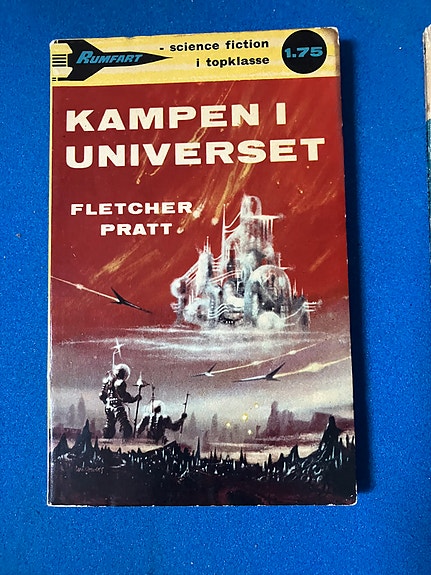 RUMFART
- science fiction
i topklasse
1.75
KAMPEN I
UNIVERSET
FLETCHER
PRATT